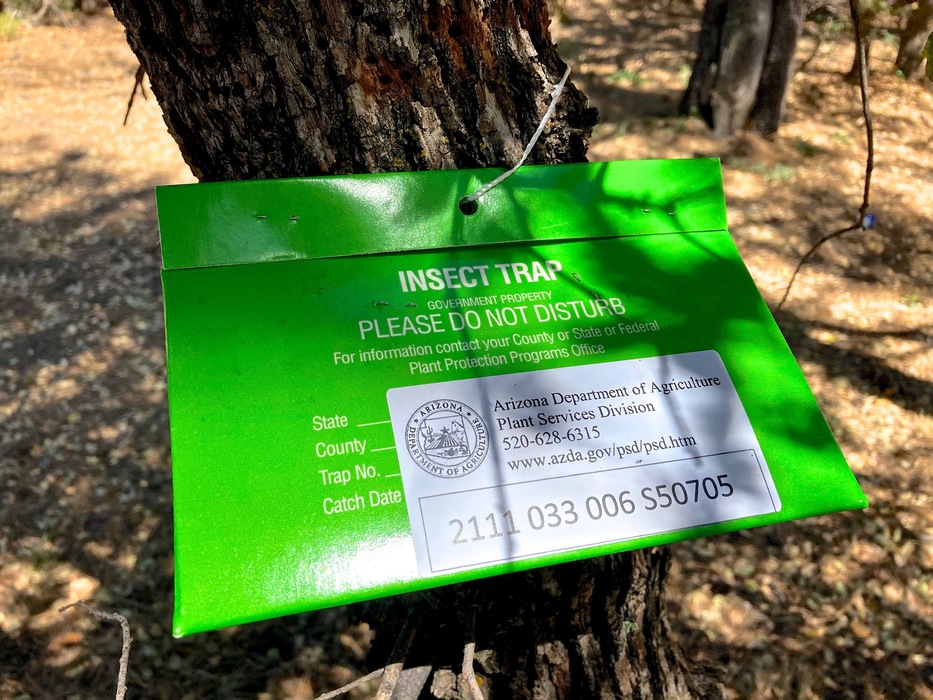 INSECT TRAP
GOVERNMENT PROPERTY
PLEASE DO NOT DISTURB
For information contact your County or State or Federal
Plant Protection Programs Office
State
County
Trap No.
Catch Date
ARIZONA
DEPARTMENT OF AGRICULTURE
Arizona Department of Agriculture
Plant Services Division
520-628-6315
www.azda.gov/psd/psd.htm
2111 033 006 S50705